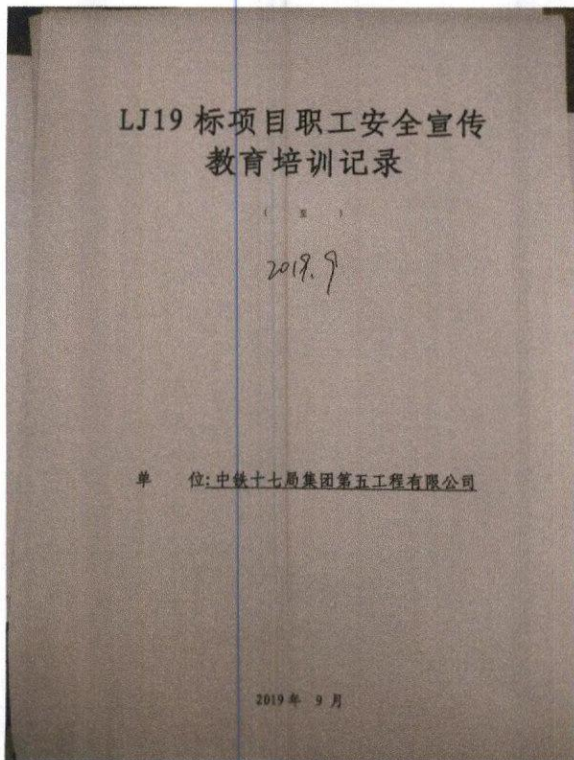 LJ19 标项目职工安全宣传
教育培训记录
( 至 )
2019.9
单 位:中铁十七局集团第五工程有限公司
2019年 9 月